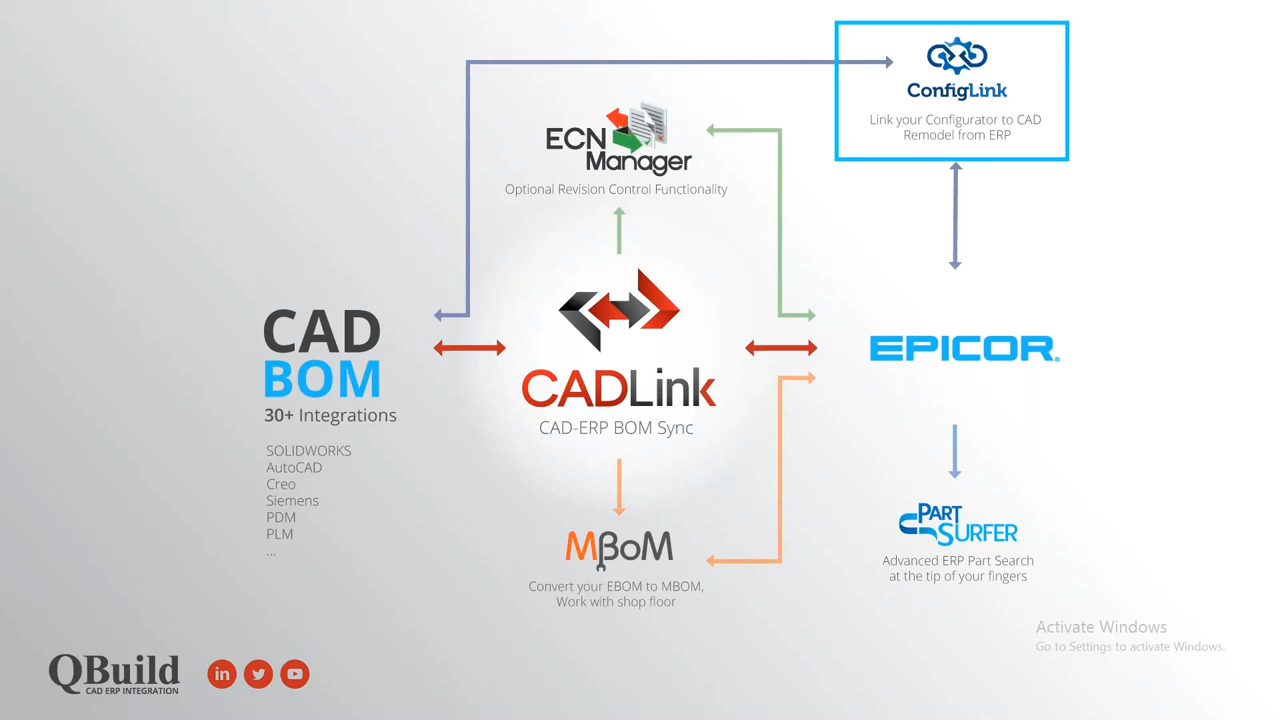 ConfigLink
Link your Configurator to CAD
Remodel from ERP
ECN
Manager
Optional Revision Control Functionality
CAD
BOM
30+ Integrations
SOLIDWORKS
AutoCAD
Creo
Siemens
PDM
PLM
...
CADLink
CAD-ERP BOM Sync
EPICOR®
MBoM
Convert your EBOM to MBOM,
Work with shop floor
PART
SURFER
Advanced ERP Part Search
at the tip of your fingers
Activate Windows
Go to Settings to activate Windows.
QBuild
CAD ERP INTEGRATION
in